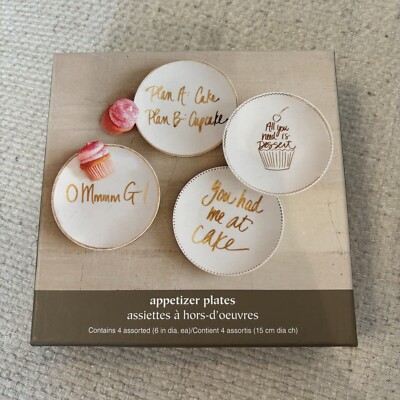 Plan A: Cake
Plan B: Cupcake
All you
need is
Dessert
O MmmmG!
You had
me at
cake
appetizer plates
assiettes à hors-d'oeuvres
Contains 4 assorted (6 in dia. ea)/Contient 4 assortis (15 cm dia ch)